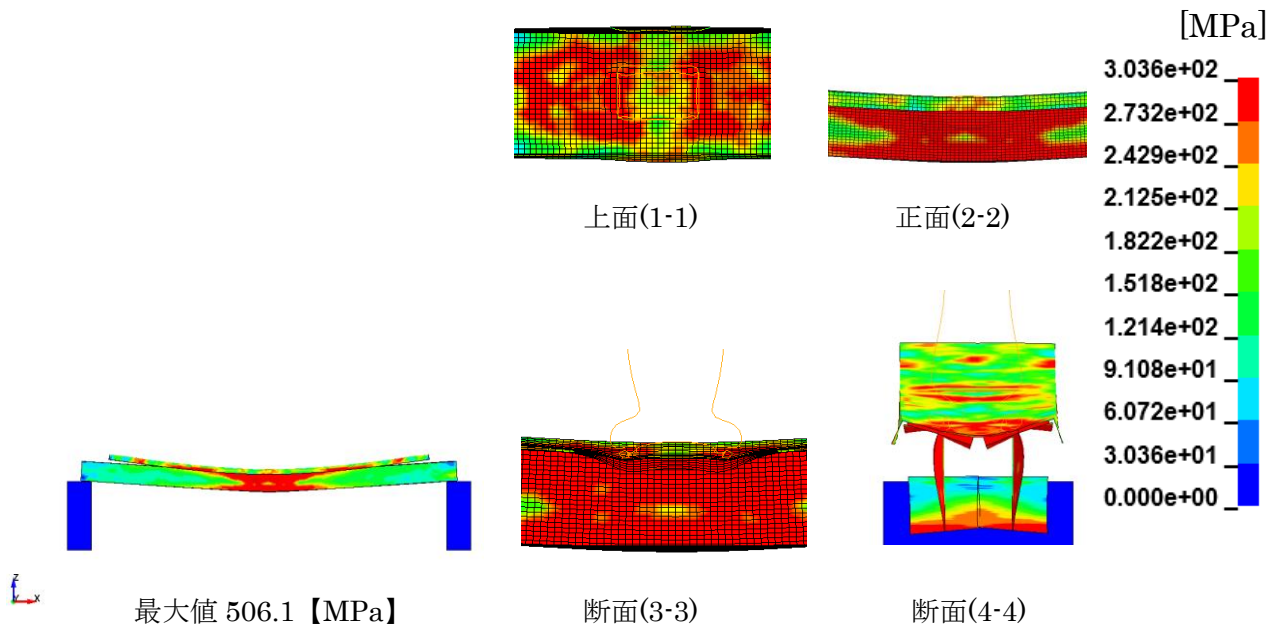 [MPa]
3.036e+02
2.732e+02
2.429e+02
2.125e+02
1.822e+02
1.518e+02
1.214e+02
9.108e+01
6.072e+01
3.036e+01
0.000e+00
上面(1-1)
正面(2-2)
Z
Y
X
最大値 506.1【MPa】
断面(3-3)
断面(4-4)